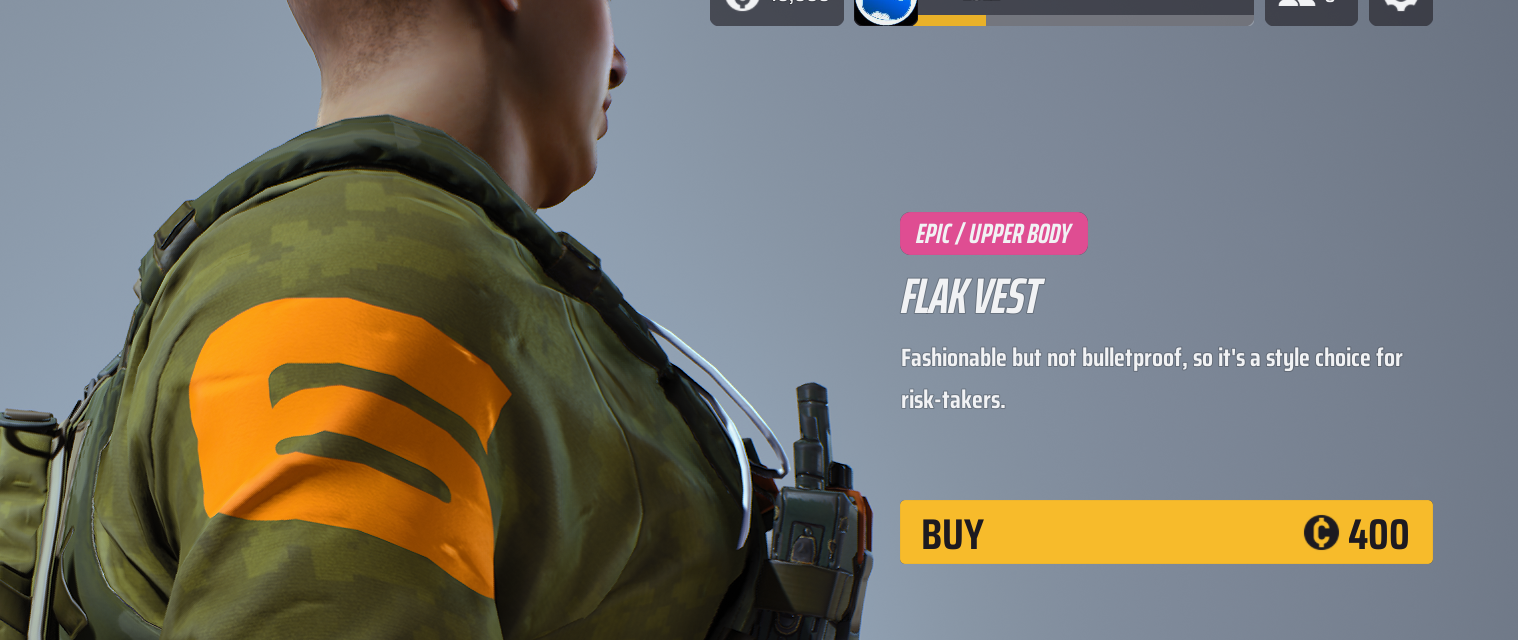 EPIC / UPPER BODY
FLAK VEST
Fashionable but not bulletproof, so it's a style choice for
risk-takers.
BUY 400